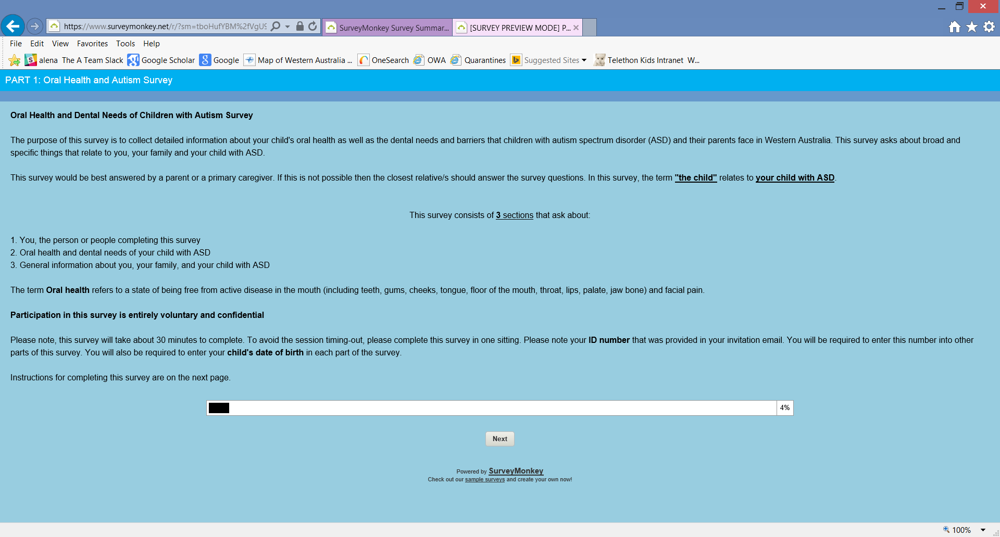 https://www.surveymonkey.net/r/?sm=tboHufYBM%2fVgUS
SurveyMonkey Survey Summar...
[SURVEY PREVIEW MODE] P...
File Edit View Favorites Tools Help
alena The A Team Slack Google Scholar Google Map of Western Australia ... OneSearch OWA Quarantines Suggested Sites Telethon Kids Intranet W...
PART 1: Oral Health and Autism Survey
Oral Health and Dental Needs of Children with Autism Survey
The purpose of this survey is to collect detailed information about your child's oral health as well as the dental needs and barriers that children with autism spectrum disorder (ASD) and their parents face in Western Australia. This survey asks about broad and
specific things that relate to you, your family and your child with ASD.
This survey would be best answered by a parent or a primary caregiver. If this is not possible then the closest relative/s should answer the survey questions. In this survey, the term "the child" relates to your child with ASD.
This survey consists of 3 sections that ask about:
1. You, the person or people completing this survey
2. Oral health and dental needs of your child with ASD
3. General information about you, your family, and your child with ASD
The term Oral health refers to a state of being free from active disease in the mouth (including teeth, gums, cheeks, tongue, floor of the mouth, throat, lips, palate, jaw bone) and facial pain.
Participation in this survey is entirely voluntary and confidential
Please note, this survey will take about 30 minutes to complete. To avoid the session timing-out, please complete this survey in one sitting. Please note your ID number that was provided in your invitation email. You will be required to enter this number into other
parts of this survey. You will also be required to enter your child's date of birth in each part of the survey.
Instructions for completing this survey are on the next page.
4%
Next
Powered by SurveyMonkey
Check out our sample surveys and create your own now!
100%